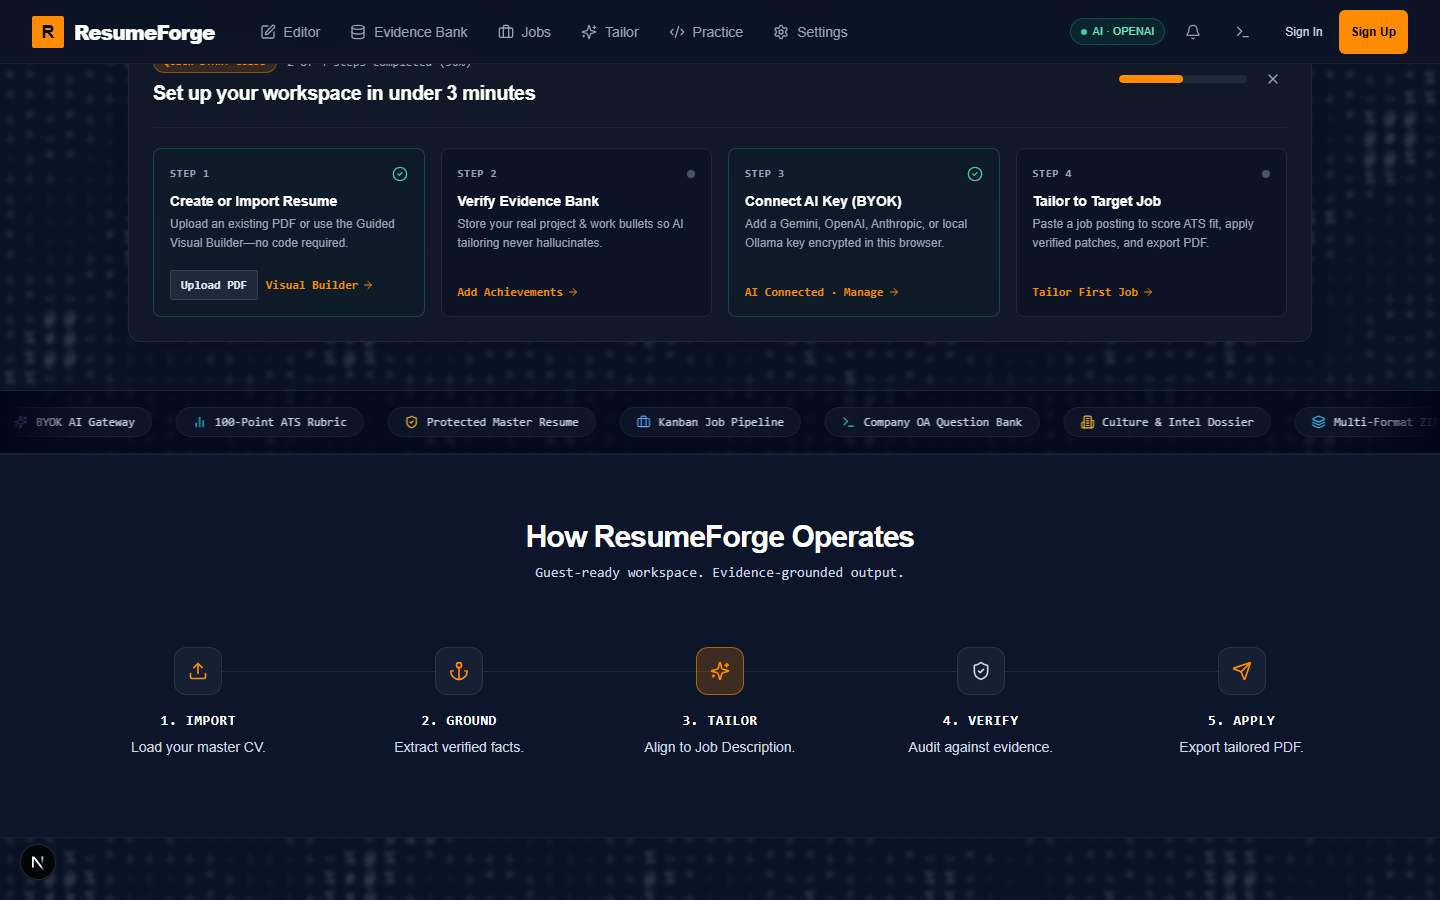 R ResumeForge Editor Evidence Bank Jobs Tailor Practice Settings AI · OPENAI Sign In Sign Up
Set up your workspace in under 3 minutes
STEP 1
Create or Import Resume
Upload an existing PDF or use the Guided
Visual Builder—no code required.
Upload PDF Visual Builder →
STEP 2
Verify Evidence Bank
Store your real project & work bullets so AI
tailoring never hallucinates.
Add Achievements →
STEP 3
Connect AI Key (BYOK)
Add a Gemini, OpenAI, Anthropic, or local
Ollama key encrypted in this browser.
AI Connected · Manage →
STEP 4
Tailor to Target Job
Paste a job posting to score ATS fit, apply
verified patches, and export PDF.
Tailor First Job →
BYOK AI Gateway 100-Point ATS Rubric Protected Master Resume Kanban Job Pipeline Company OA Question Bank Culture & Intel Dossier Multi-Format
How ResumeForge Operates
Guest-ready workspace. Evidence-grounded output.
1. IMPORT
Load your master CV.
2. GROUND
Extract verified facts.
3. TAILOR
Align to Job Description.
4. VERIFY
Audit against evidence.
5. APPLY
Export tailored PDF.
N